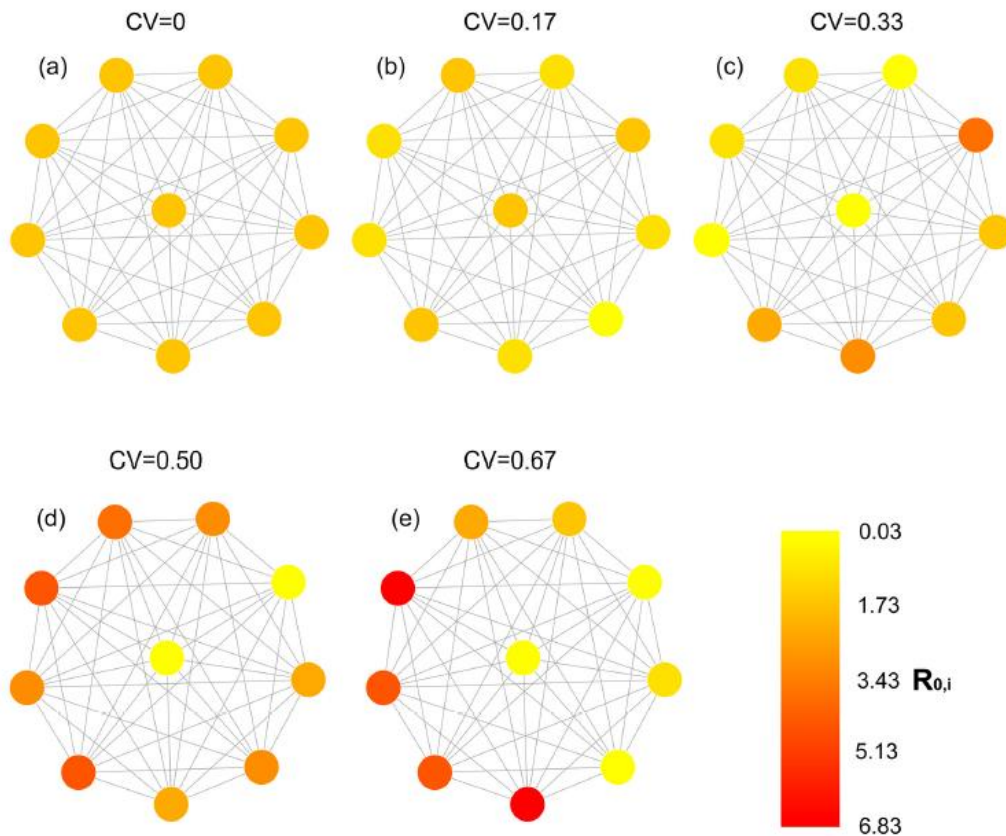 CV=0
CV=0.17
CV=0.33
(a)
(b)
(c)
CV=0.50
CV=0.67
(d)
(e)
0.03
1.73
3.43
R0,i
5.13
6.83